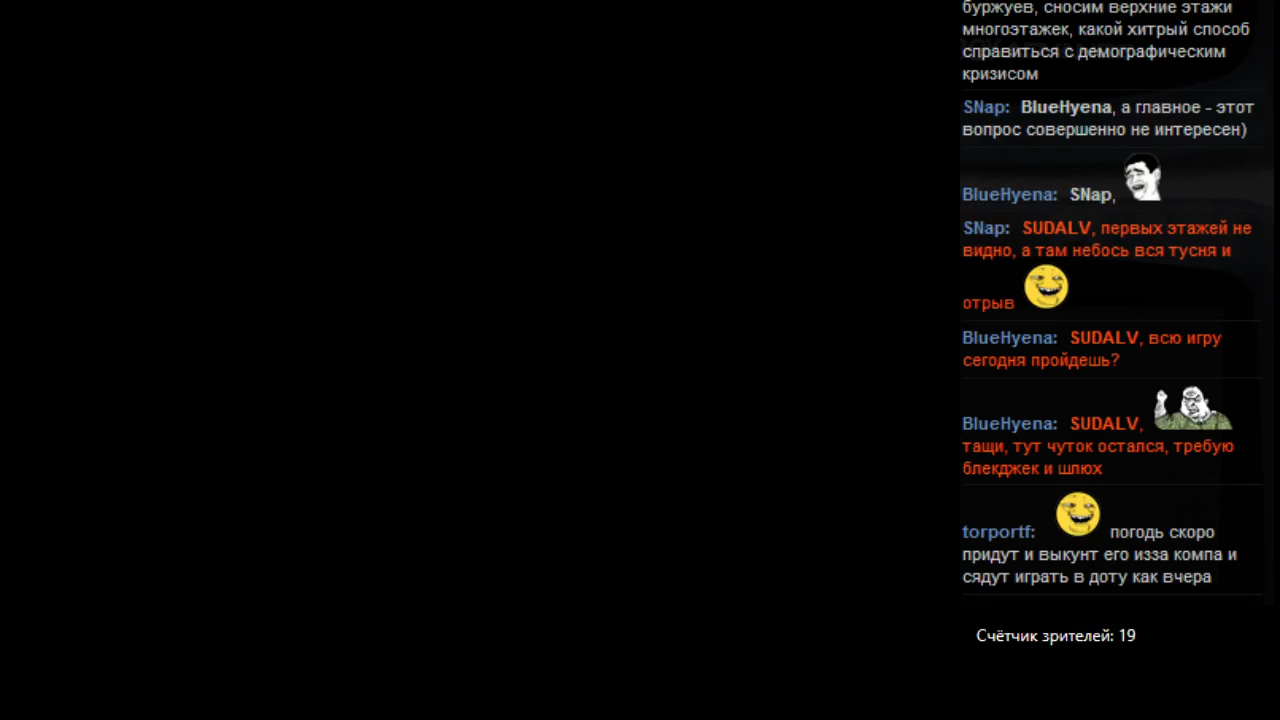 буржуев, сносим верхние этажи
многоэтажек, какой хитрый способ
справиться с демографическим
кризисом
SNap: BlueHyena, а главное - этот
вопрос совершенно не интересен)
BlueHyena: SNap,
SNap: SUDALV, первых этажей не
видно, а там небось вся тусня и
отрыв
BlueHyena: SUDALV, всю игру
сегодня пройдешь?
BlueHyena: SUDALV,
тащи, тут чуток остался, требую
блекджек и шлюх
torportf: погодь скоро
придут и выкунт его изза компа и
сядут играть в доту как вчера
Счётчик зрителей: 19